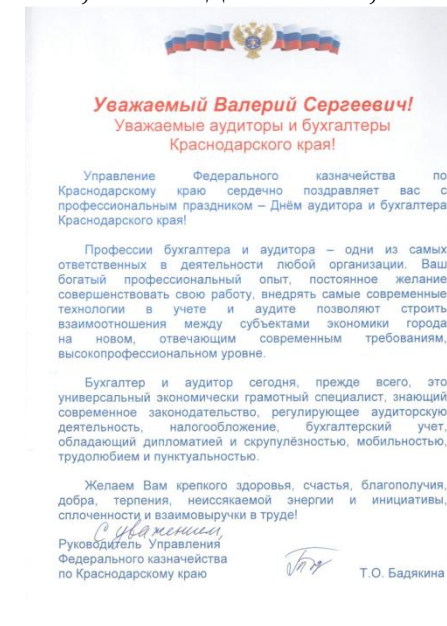 Уважаемый Валерий Сергеевич!
Уважаемые аудиторы и бухгалтеры
Краснодарского края!
Управление Федерального казначейства по
Краснодарскому краю сердечно поздравляет вас с
профессиональным праздником – Днём аудитора и бухгалтера
Краснодарского края!
Профессии бухгалтера и аудитора – одни из самых
ответственных в деятельности любой организации. Ваш
богатый профессиональный опыт, постоянное желание
совершенствовать свою работу, внедрять самые современные
технологии в учете и аудите позволяют строить
взаимоотношения между субъектами экономики города
на новом, отвечающим современным требованиям,
высокопрофессиональном уровне.
Бухгалтер и аудитор сегодня, прежде всего, это
универсальный экономически грамотный специалист, знающий
современное законодательство, регулирующее аудиторскую
деятельность, налогообложение, бухгалтерский учет,
обладающий дипломатией и скрупулёзностью, мобильностью,
трудолюбием и пунктуальностью.
Желаем Вам крепкого здоровья, счастья, благополучия,
добра, терпения, неиссякаемой энергии и инициативы,
сплоченности и взаимовыручки в труде!
С уважением,
Руководитель Управления
Федерального казначейства
по Краснодарскому краю
Т.О. Бадякина